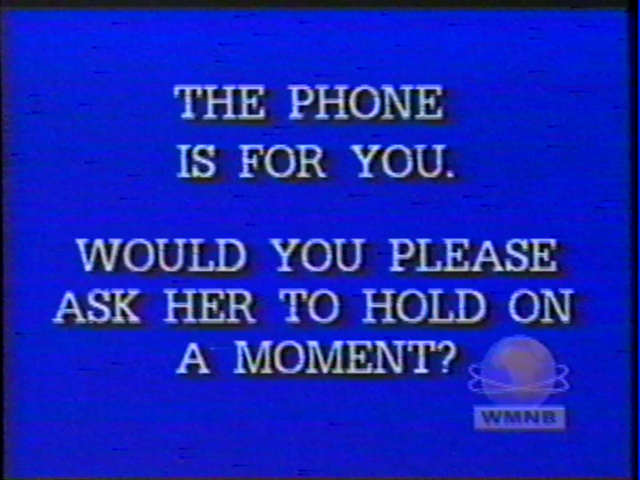 THE PHONE
IS FOR YOU.
WOULD YOU PLEASE
ASK HER TO HOLD ON
A MOMENT?
WMNB